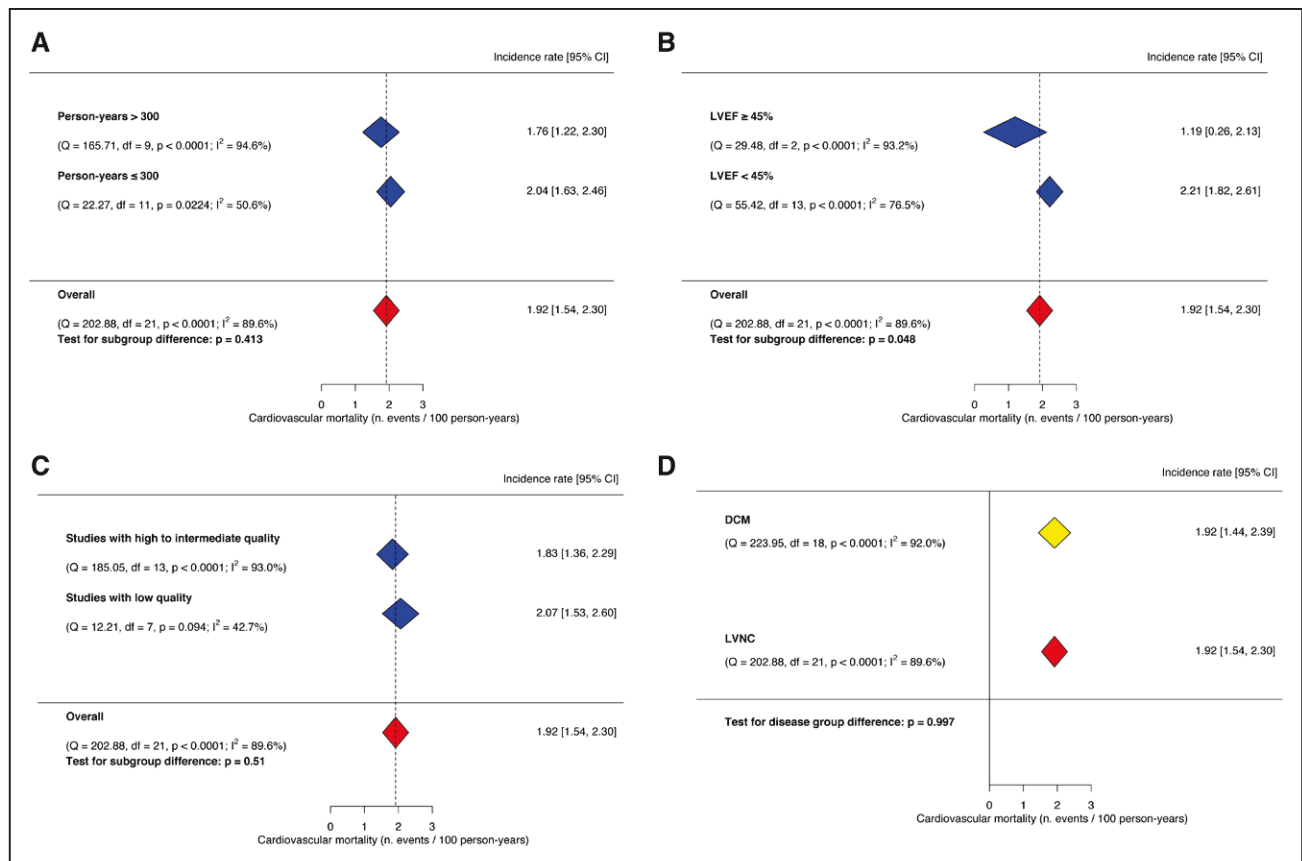 A
Incidence rate [95% CI]
Person-years > 300
(Q = 165.71, df = 9, p < 0.0001; I² = 94.6%)
1.76 [1.22, 2.30]
Person-years ≤ 300
(Q = 22.27, df = 11, p = 0.0224; I² = 50.6%)
2.04 [1.63, 2.46]
Overall
(Q = 202.88, df = 21, p < 0.0001; I² = 89.6%)
1.92 [1.54, 2.30]
Test for subgroup difference: p = 0.413
0 1 2 3
Cardiovascular mortality (n. events / 100 person-years)
B
Incidence rate [95% CI]
LVEF ≥ 45%
(Q = 29.48, df = 2, p < 0.0001; I² = 93.2%)
1.19 [0.26, 2.13]
LVEF < 45%
(Q = 55.42, df = 13, p < 0.0001; I² = 76.5%)
2.21 [1.82, 2.61]
Overall
(Q = 202.88, df = 21, p < 0.0001; I² = 89.6%)
1.92 [1.54, 2.30]
Test for subgroup difference: p = 0.048
0 1 2 3
Cardiovascular mortality (n. events / 100 person-years)
C
Incidence rate [95% CI]
Studies with high to intermediate quality
(Q = 185.05, df = 13, p < 0.0001; I² = 93.0%)
1.83 [1.36, 2.29]
Studies with low quality
(Q = 12.21, df = 7, p = 0.094; I² = 42.7%)
2.07 [1.53, 2.60]
Overall
(Q = 202.88, df = 21, p < 0.0001; I² = 89.6%)
1.92 [1.54, 2.30]
Test for subgroup difference: p = 0.51
0 1 2 3
Cardiovascular mortality (n. events / 100 person-years)
D
Incidence rate [95% CI]
DCM
(Q = 223.95, df = 18, p < 0.0001; I² = 92.0%)
1.92 [1.44, 2.39]
LVNC
(Q = 202.88, df = 21, p < 0.0001; I² = 89.6%)
1.92 [1.54, 2.30]
Test for disease group difference: p = 0.997
0 1 2 3
Cardiovascular mortality (n. events / 100 person-years)